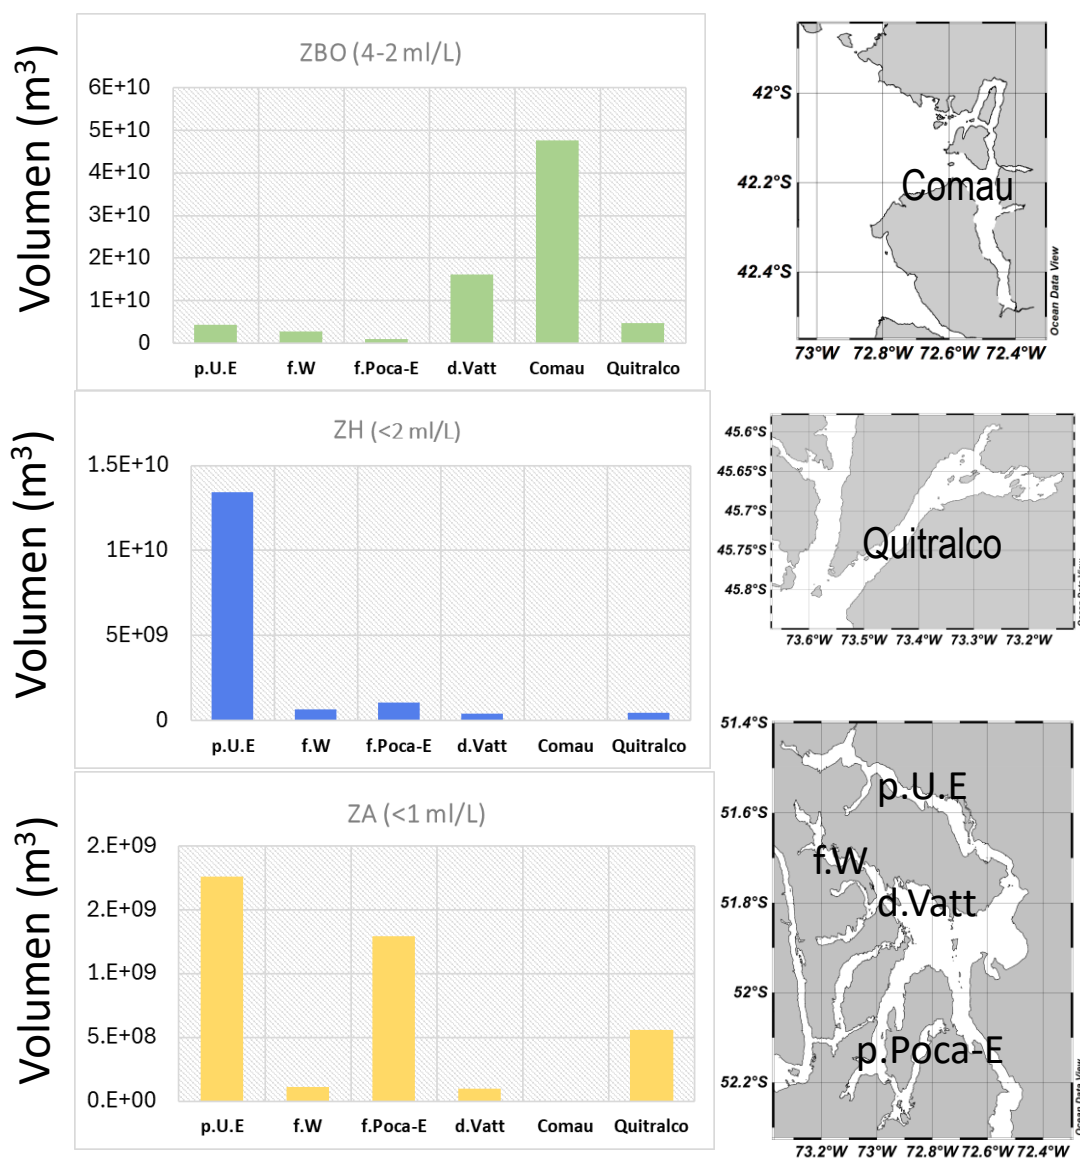 ZBO (4-2 ml/L)
Volumen (m³)
6E+10
5E+10
4E+10
3E+10
2E+10
1E+10
0
p.U.E f.W f.Poca-E d.Vatt Comau Quitralco
42°S
42.2°S
42.4°S
Comau
73°W 72.8°W 72.6°W 72.4°W
Ocean Data View
ZH (<2 ml/L)
Volumen (m³)
1.5E+10
1E+10
5E+09
0
p.U.E f.W f.Poca-E d.Vatt Comau Quitralco
45.6°S
45.65°S
45.7°S
45.75°S
45.8°S
Quitralco
73.6°W 73.5°W 73.4°W 73.3°W 73.2°W
ZA (<1 ml/L)
Volumen (m³)
2.E+09
2.E+09
1.E+09
5.E+08
0.E+00
p.U.E f.W f.Poca-E d.Vatt Comau Quitralco
51.4°S
51.6°S
51.8°S
52°S
52.2°S
p.U.E
f.W
d.Vatt
p.Poca-E
73.2°W 73°W 72.8°W 72.6°W 72.4°W
Ocean Data View